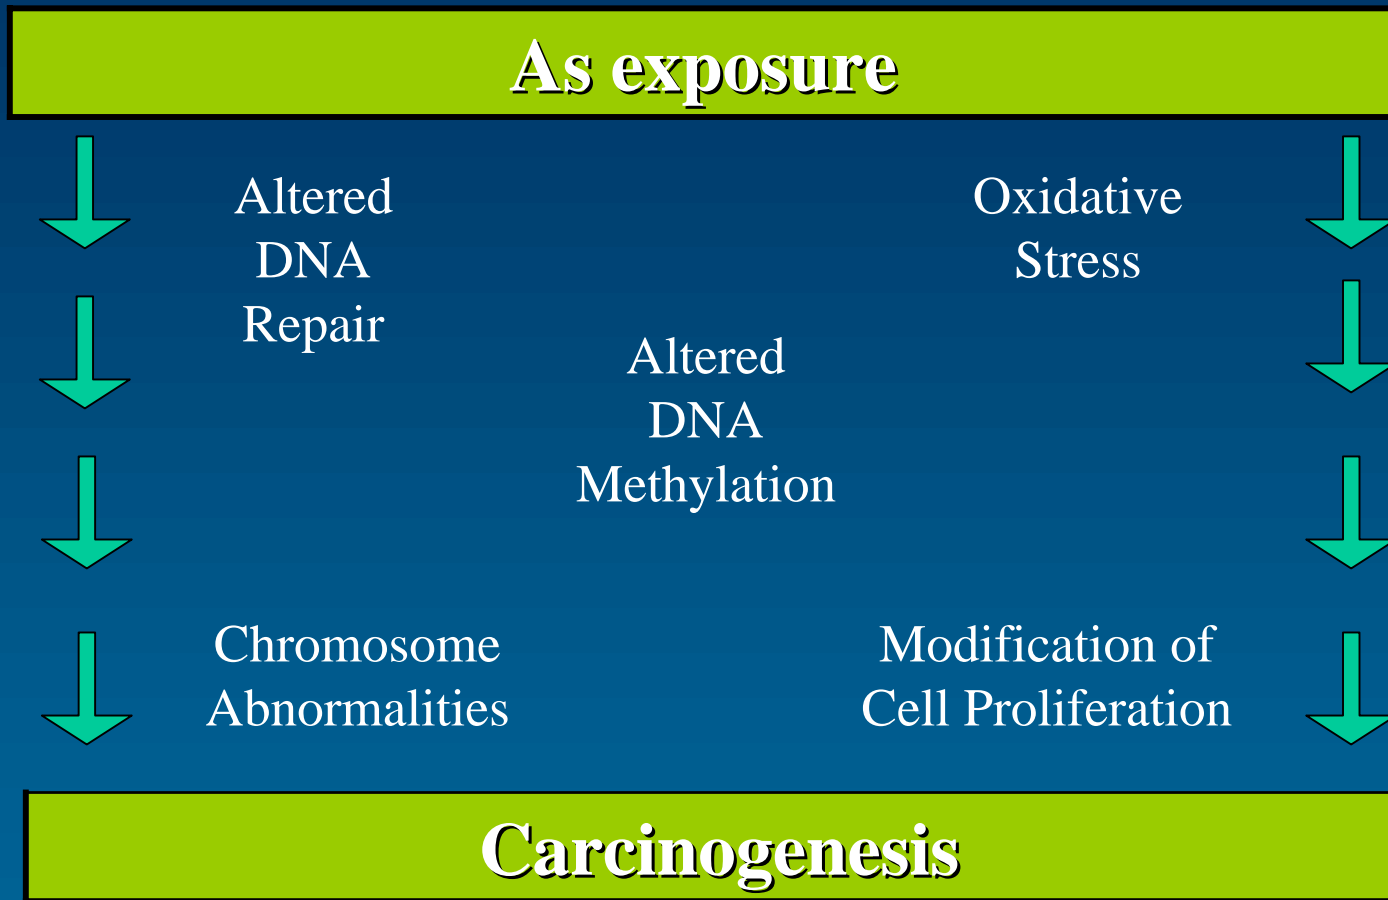 As exposure
Altered
DNA
Repair
Oxidative
Stress
Altered
DNA
Methylation
Chromosome
Abnormalities
Modification of
Cell Proliferation
Carcinogenesis